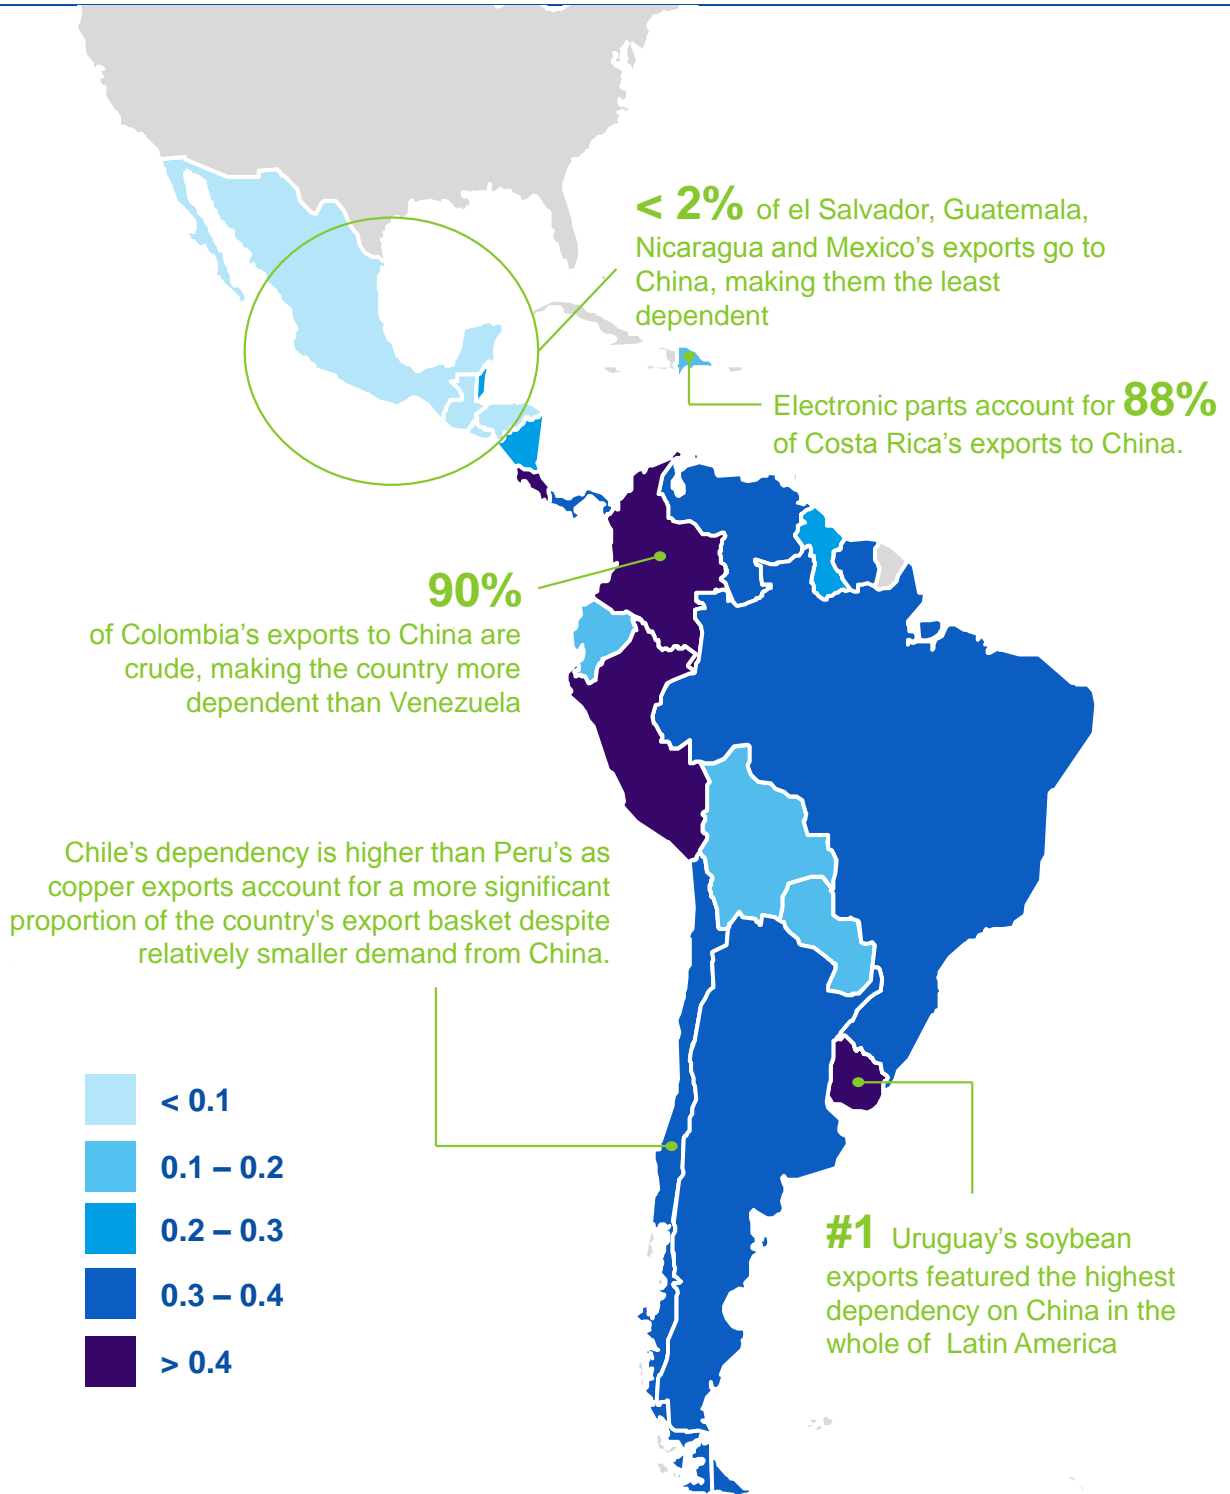 < 2% of el Salvador, Guatemala,
Nicaragua and Mexico’s exports go to
China, making them the least
dependent
Electronic parts account for 88%
of Costa Rica’s exports to China.
90%
of Colombia’s exports to China are
crude, making the country more
dependent than Venezuela
Chile’s dependency is higher than Peru’s as
copper exports account for a more significant
proportion of the country's export basket despite
relatively smaller demand from China.
< 0.1
0.1 – 0.2
0.2 – 0.3
0.3 – 0.4
> 0.4
#1 Uruguay’s soybean
exports featured the highest
dependency on China in the
whole of Latin America